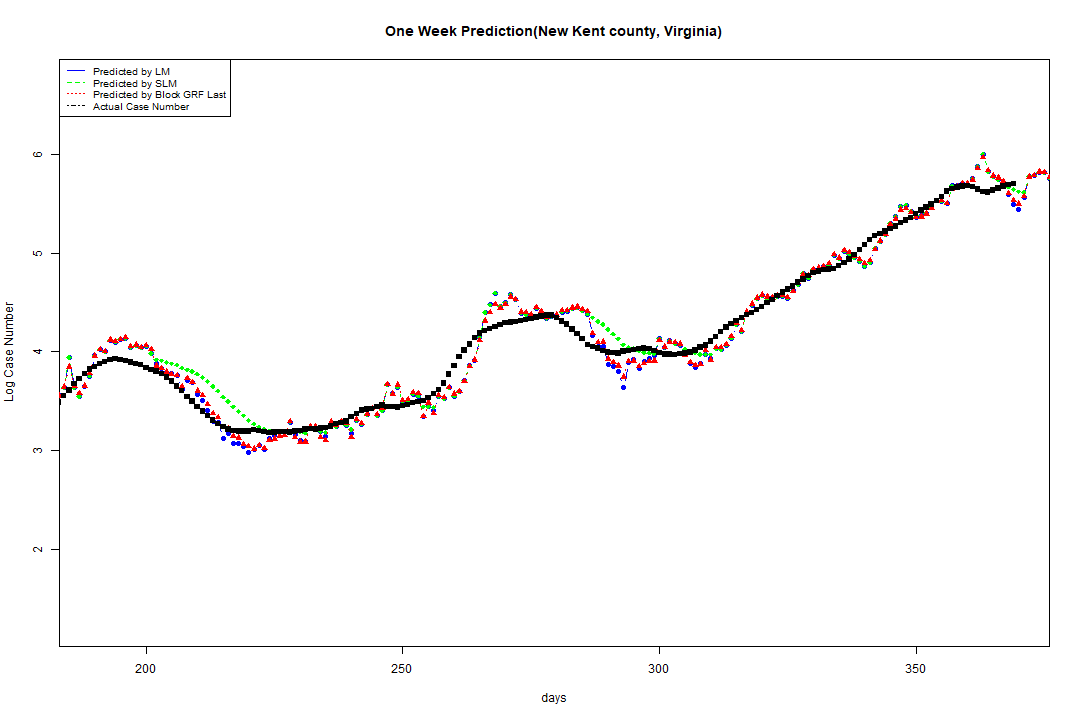 One Week Prediction(New Kent county, Virginia)
Predicted by LM
Predicted by SLM
Predicted by Block GRF Last
Actual Case Number
6
5
4
3
2
Log Case Number
200 250 300 350
days